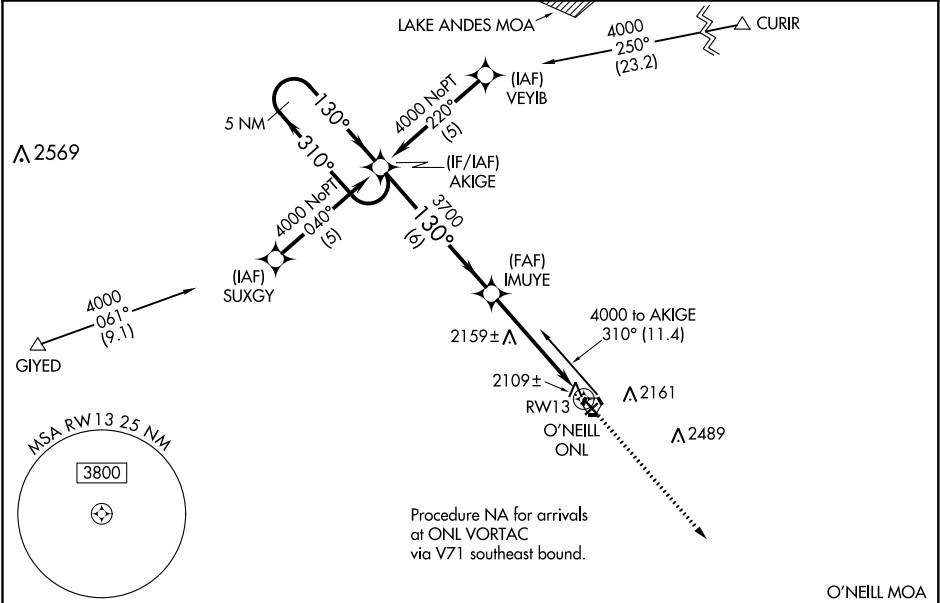 LAKE ANDES MOA
4000
250°
(23.2)
CURIR
(IAF)
VEYIB
4000 NoPT
220°
(5)
5 NM
130°
310°
2569
(IF/IAF)
AKIGE
4000 NoPT
040°
(5)
3700
130°
(6)
(IAF)
SUXGY
(FAF)
IMUYE
4000
061°
(9.1)
GIYED
4000 to AKIGE
310° (11.4)
2159±
2109±
RW13
2161
O'NEILL
ONL
2489
MSA RW13 25 NM
3800
Procedure NA for arrivals
at ONL VORTAC
via V71 southeast bound.
O'NEILL MOA